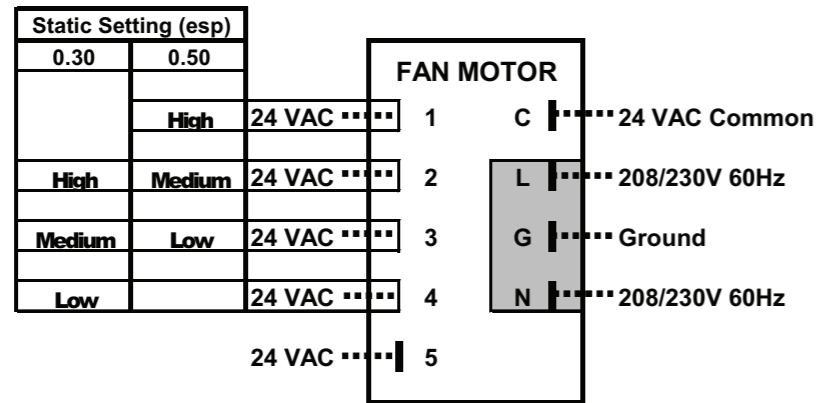 Static Setting (esp)
0.30 0.50
FAN MOTOR
High 24 VAC 1 C 24 VAC Common
High Medium 24 VAC 2 L 208/230V 60Hz
Medium Low 24 VAC 3 G Ground
Low 24 VAC 4 N 208/230V 60Hz
24 VAC 5